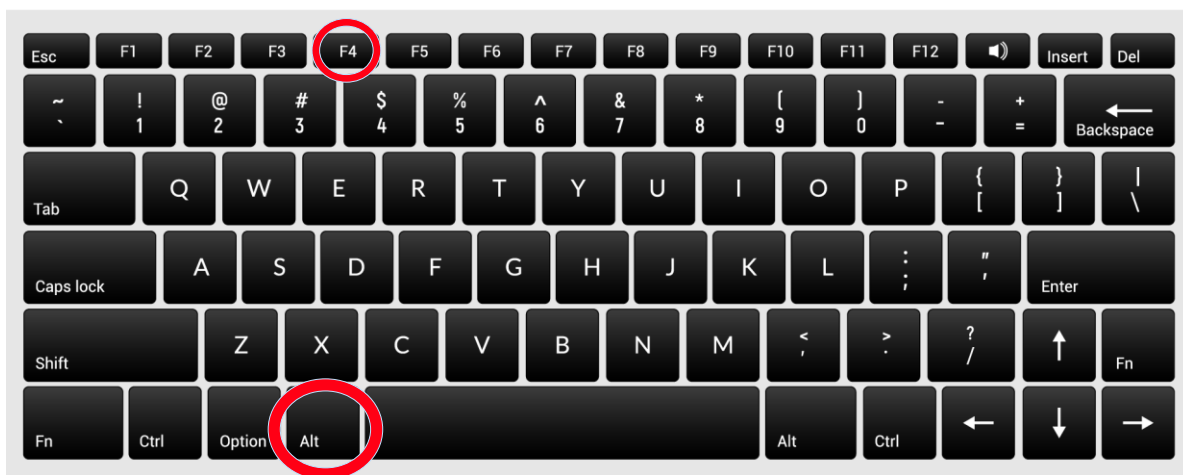 Esc F1 F2 F3 F4 F5 F6 F7 F8 F9 F10 F11 F12 Insert Del
~ ! @ # $ % ^ & * ( ) - +
` 1 2 3 4 5 6 7 8 9 0 - = Backspace
Tab Q W E R T Y U I O P { [ } ] | \
Caps lock A S D F G H J K L : ; " ' Enter
Shift Z X C V B N M < , > . ? / Fn
Fn Ctrl Option Alt Alt Ctrl